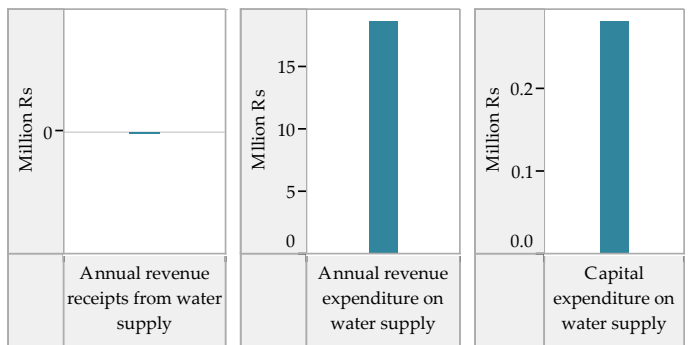 Million Rs
0
Annual revenue
receipts from water
supply
Mllion Rs
15
10
5
0
Annual revenue
expenditure on
water supply
Million Rs
0.2
0.1
0.0
Capital
expenditure on
water supply